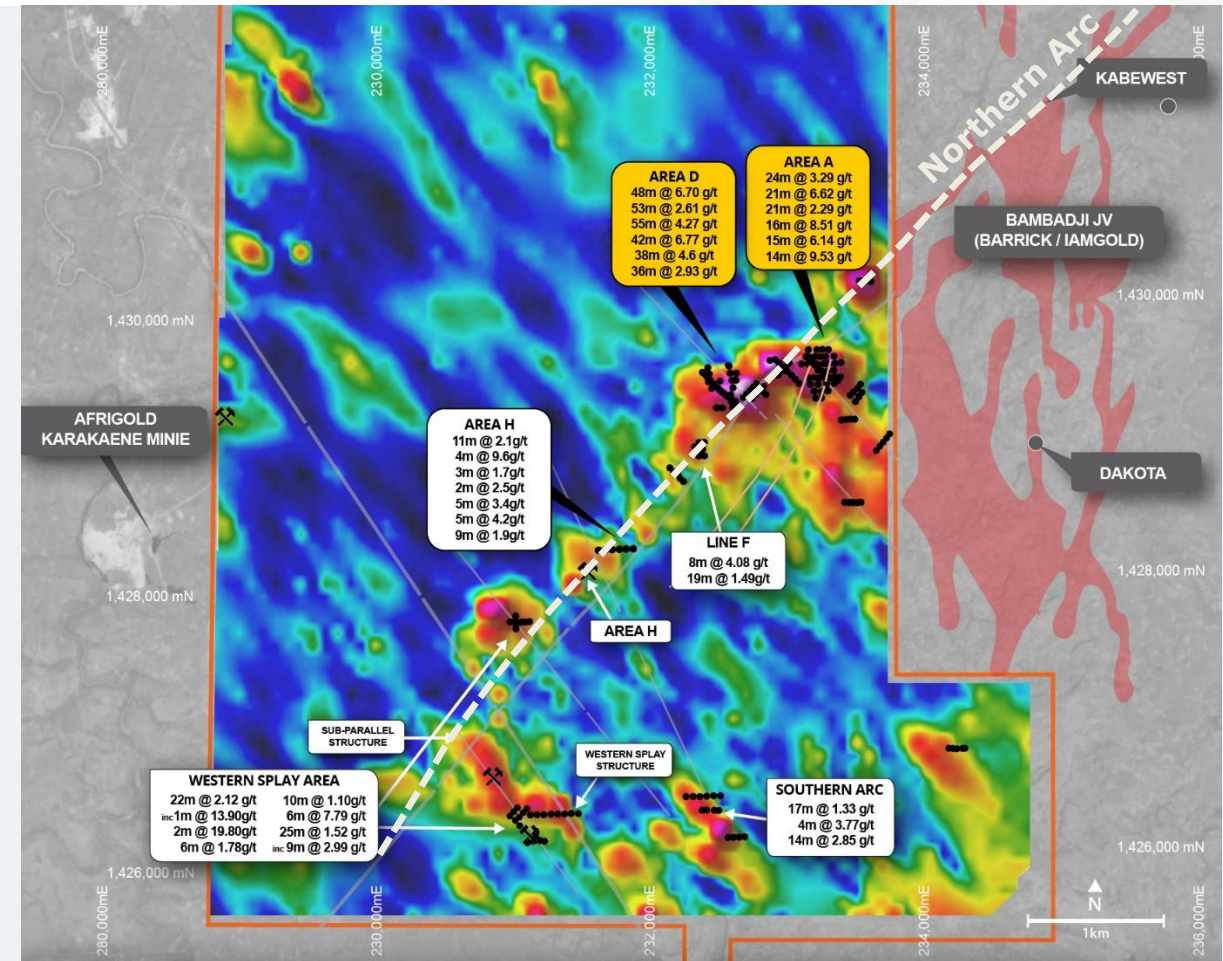 280,000mE
230,000mE
232,000mE
234,000mE
Northern Arc
KABEWEST
BAMBADJI JV
(BARRICK / IAMGOLD)
AREA D
48m @ 6.70 g/t
53m @ 2.61 g/t
55m @ 4.27 g/t
42m @ 6.77 g/t
38m @ 4.6 g/t
36m @ 2.93 g/t
AREA A
24m @ 3.29 g/t
21m @ 6.62 g/t
21m @ 2.29 g/t
16m @ 8.51 g/t
15m @ 6.14 g/t
14m @ 9.53 g/t
1,430,000 mN
1,430,000 mN
AFRIGOLD
KARAKAENE MINIE
AREA H
11m @ 2.1g/t
4m @ 9.6g/t
3m @ 1.7g/t
2m @ 2.5g/t
5m @ 3.4g/t
5m @ 4.2g/t
9m @ 1.9g/t
DAKOTA
LINE F
8m @ 4.08 g/t
19m @ 1.49g/t
1,428,000 mN
1,428,000 mN
AREA H
SUB-PARALLEL
STRUCTURE
WESTERN SPLAY
STRUCTURE
WESTERN SPLAY AREA
22m @ 2.12 g/t 10m @ 1.10g/t
inc 1m @ 13.90g/t 6m @ 7.79 g/t
2m @ 19.80g/t 25m @ 1.52 g/t
6m @ 1.78g/t inc 9m @ 2.99 g/t
SOUTHERN ARC
17m @ 1.33 g/t
4m @ 3.77g/t
14m @ 2.85 g/t
1,426,000 mN
1,426,000 mN
280,000mE
230,000mE
232,000mE
234,000mE
236,000mE
N
1km